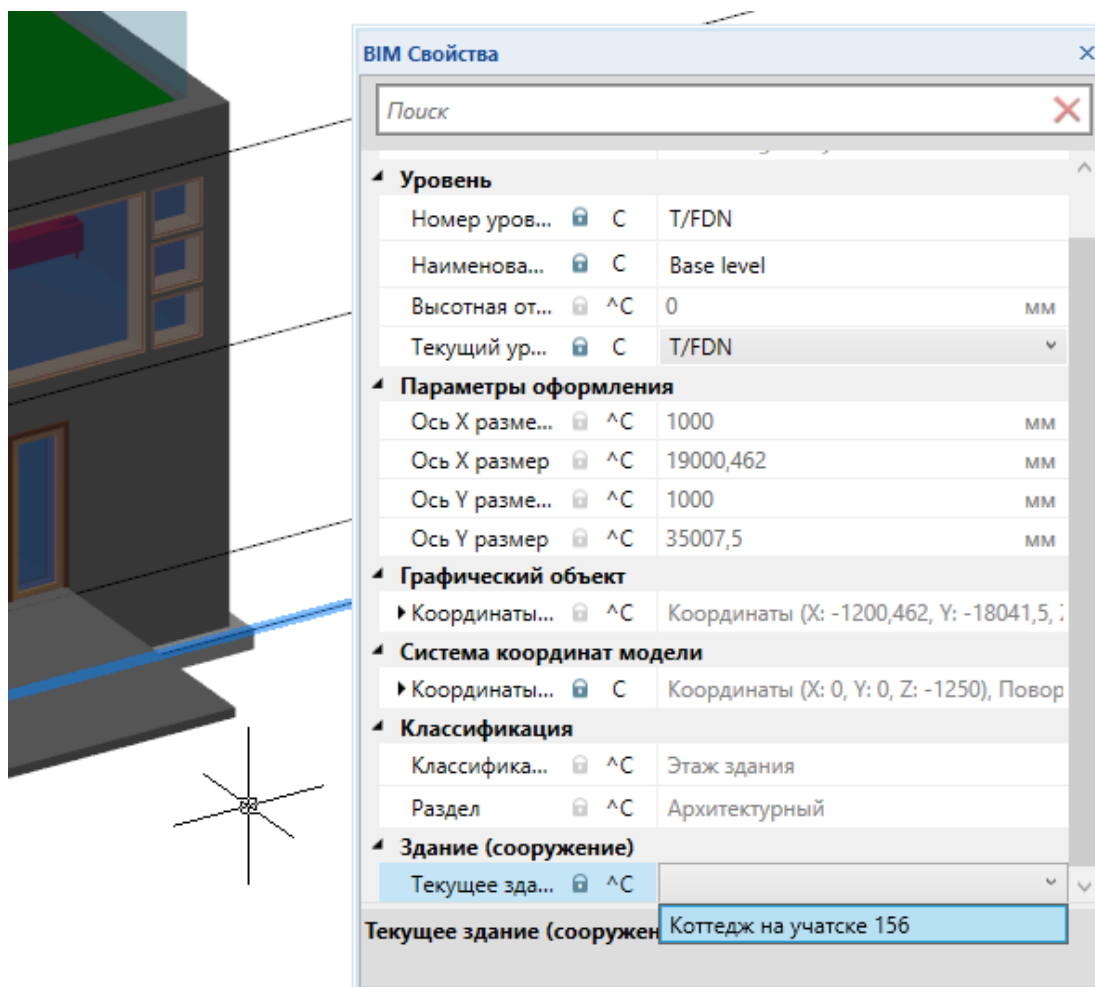 BIM Свойства
Поиск
Уровень
Номер уров... С T/FDN
Наименова... С Base level
Высотная от... ^С 0 мм
Текущий ур... С T/FDN
Параметры оформления
Ось X разме... ^С 1000 мм
Ось X размер ^С 19000,462 мм
Ось Y разме... ^С 1000 мм
Ось Y размер ^С 35007,5 мм
Графический объект
Координаты... ^С Координаты (X: -1200,462, Y: -18041,5,
Система координат модели
Координаты... С Координаты (X: 0, Y: 0, Z: -1250), Повор
Классификация
Классифика... ^С Этаж здания
Раздел ^С Архитектурный
Здание (сооружение)
Текущее зда... ^С
Коттедж на учатске 156
Текущее здание (сооружен